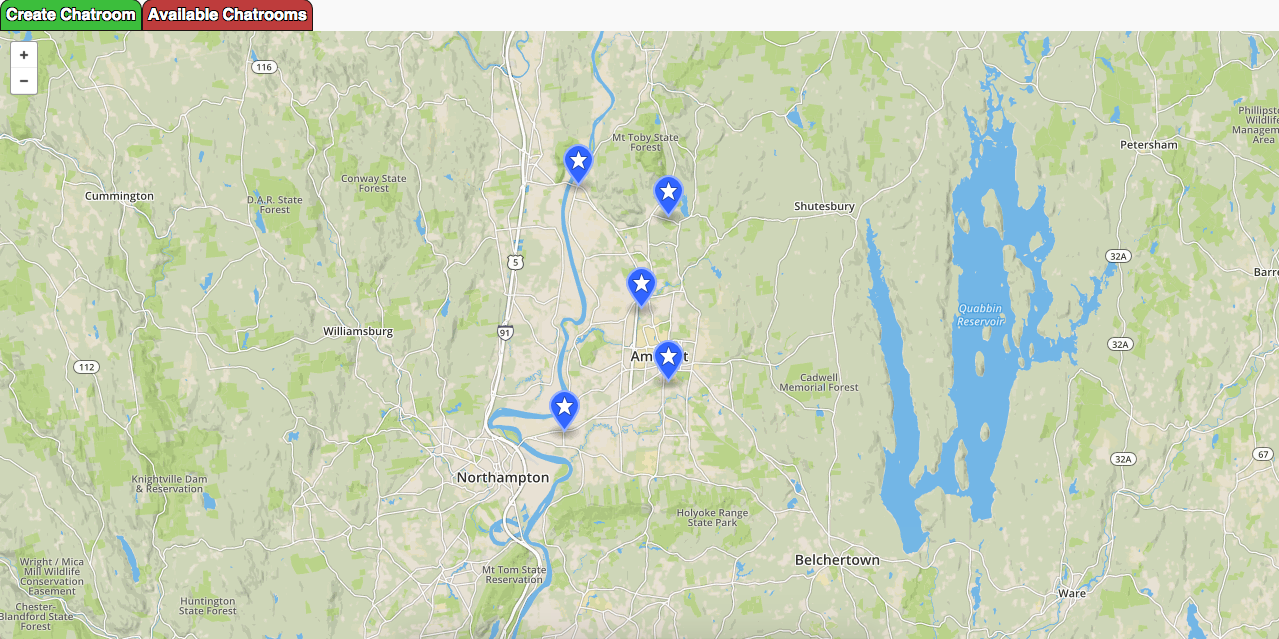 Create Chatroom
Available Chatrooms
+
−
116
Mt Toby State
Forest
Petersham
Wildlife
Management
Area
Conway State
Forest
Cummington
D.A.R. State
Forest
Shutesbury
5
32A
Quabbin
Reservoir
91
Williamsburg
32A
112
Am
t
Cadwell
Memorial Forest
32A
67
Northampton
Knightville Dam
& Reservation
Holyoke Range
State Park
Belchertown
Wright / Mica
Mill Wildlife
Conservation
Easement
Mt Tom State
Reservation
Ware
Huntington
State Forest
Chester-
Blandford State
Forest